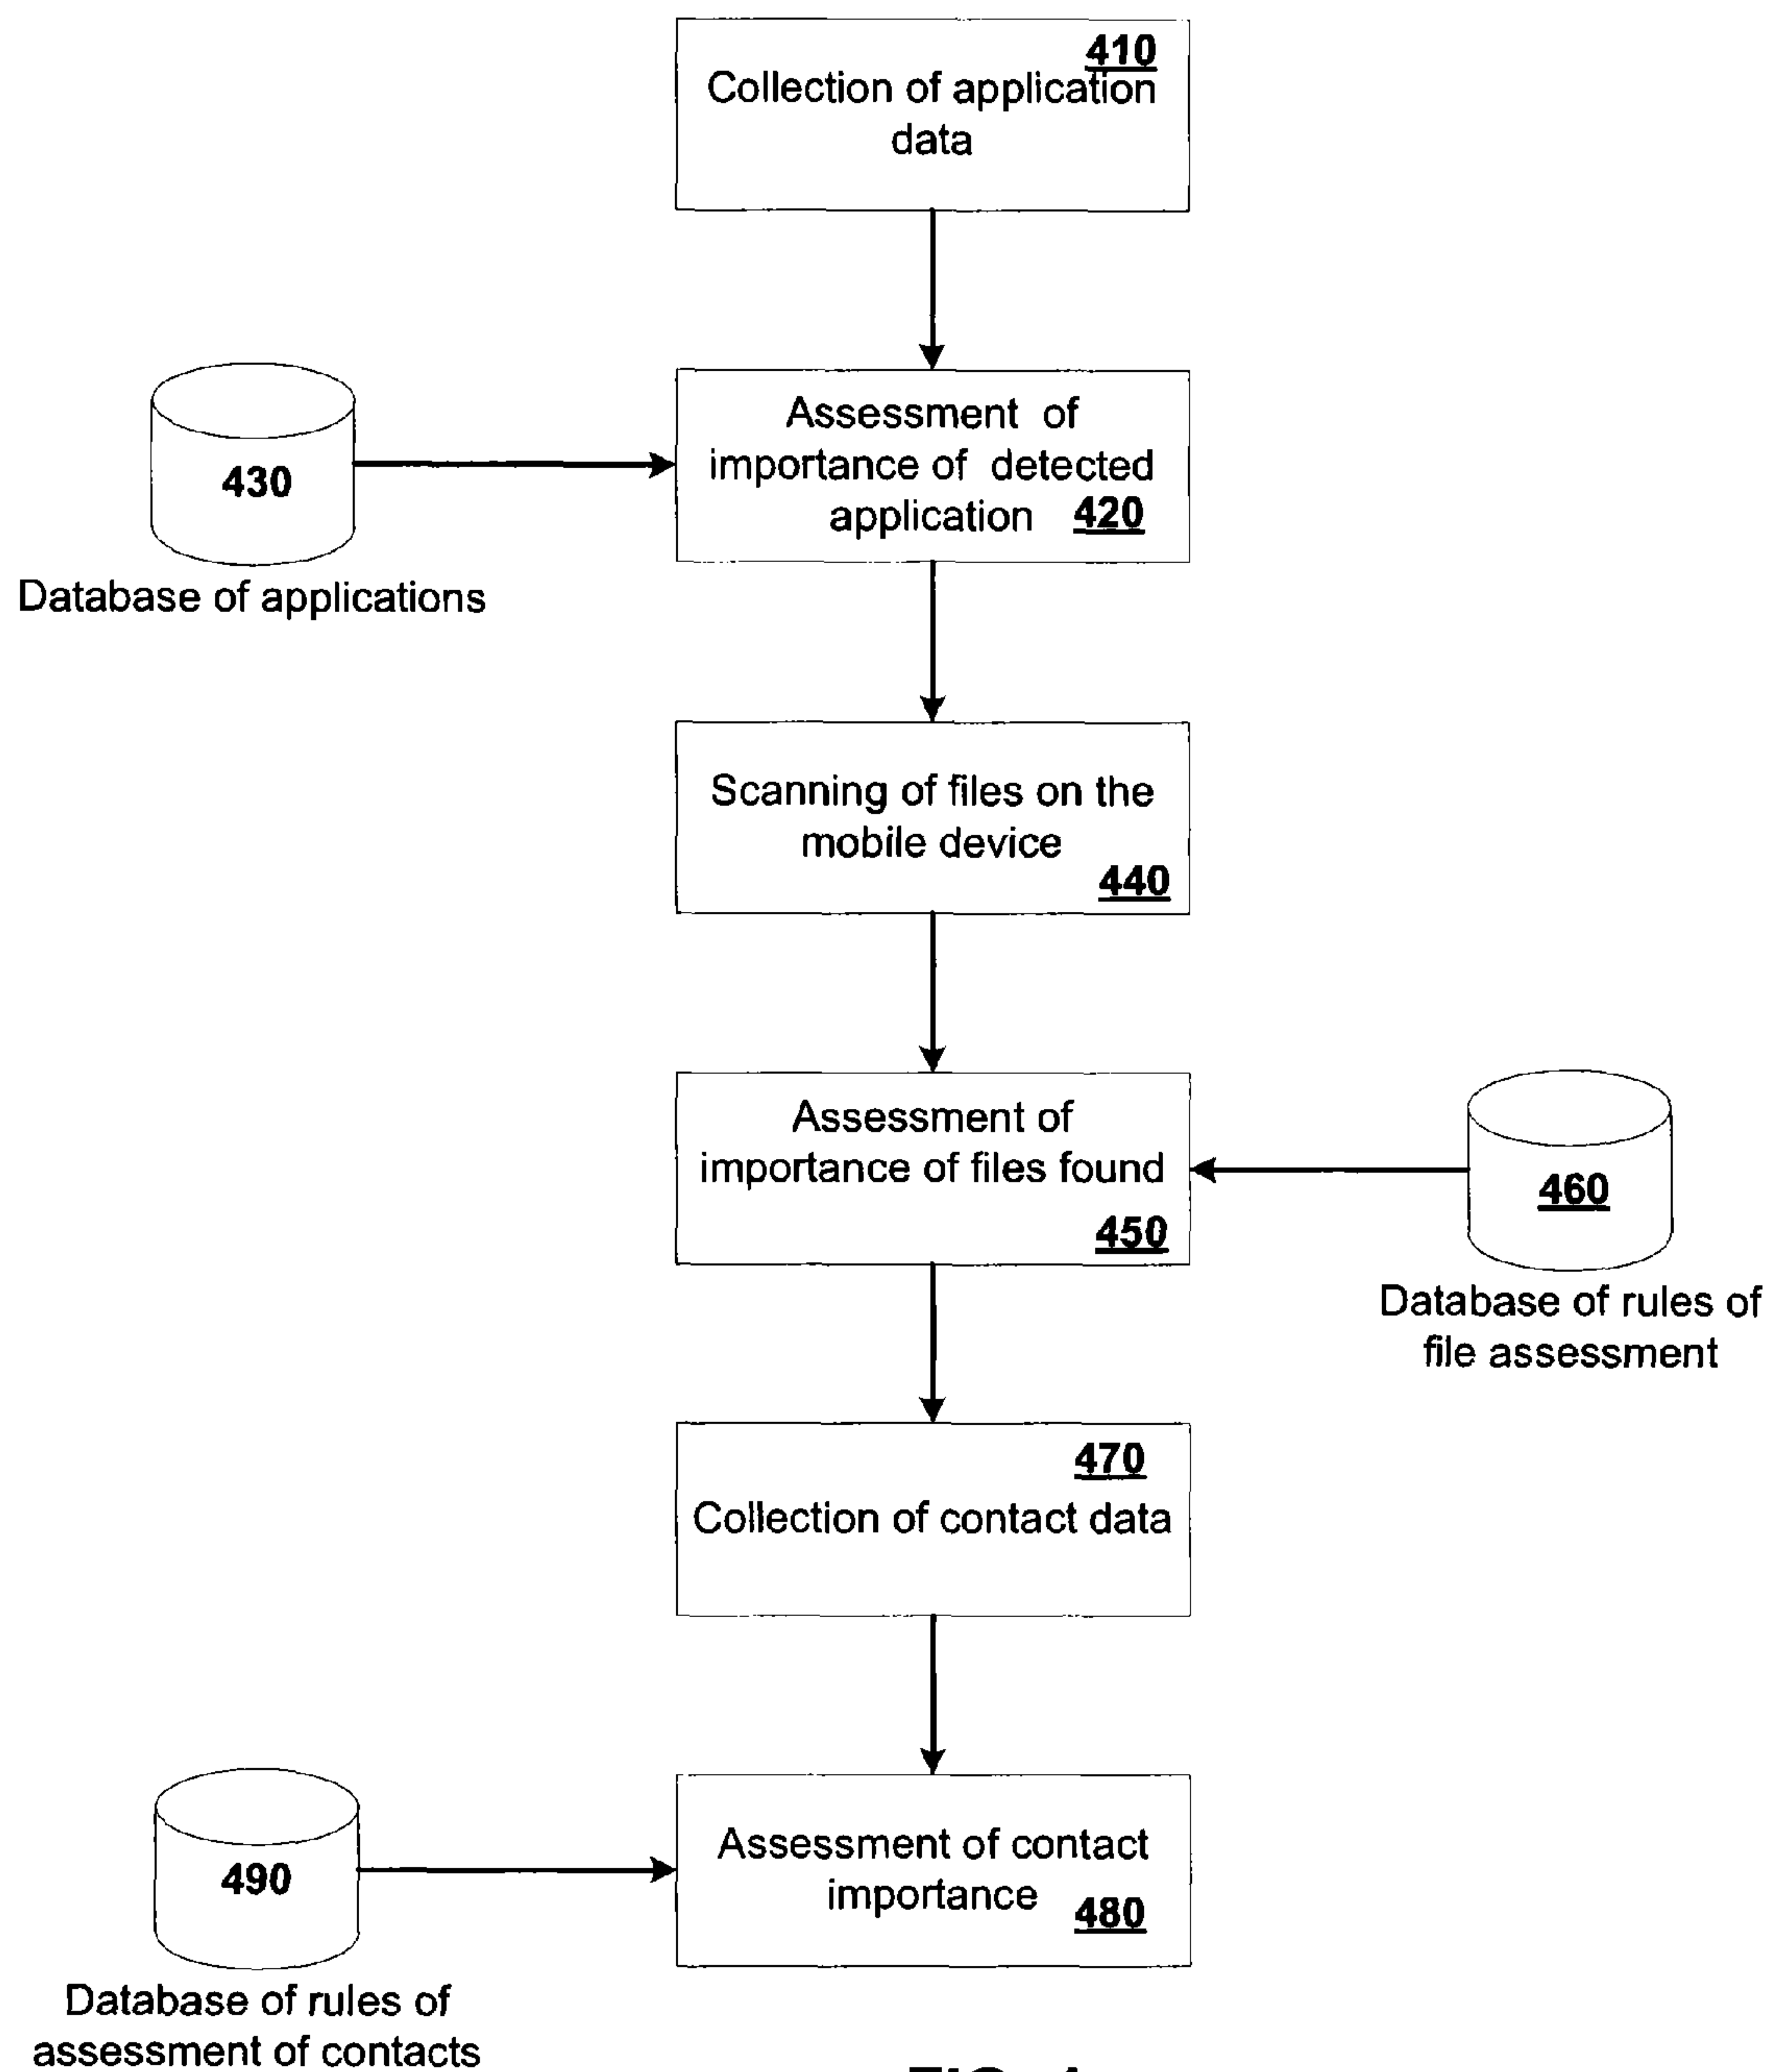 410
Collection of application
data
Assessment of
importance of detected
application 420
430
Database of applications
Scanning of files on the
mobile device
440
Assessment of
importance of files found
450
460
Database of rules of
file assessment
470
Collection of contact data
Assessment of contact
importance 480
490
Database of rules of
assessment of contacts